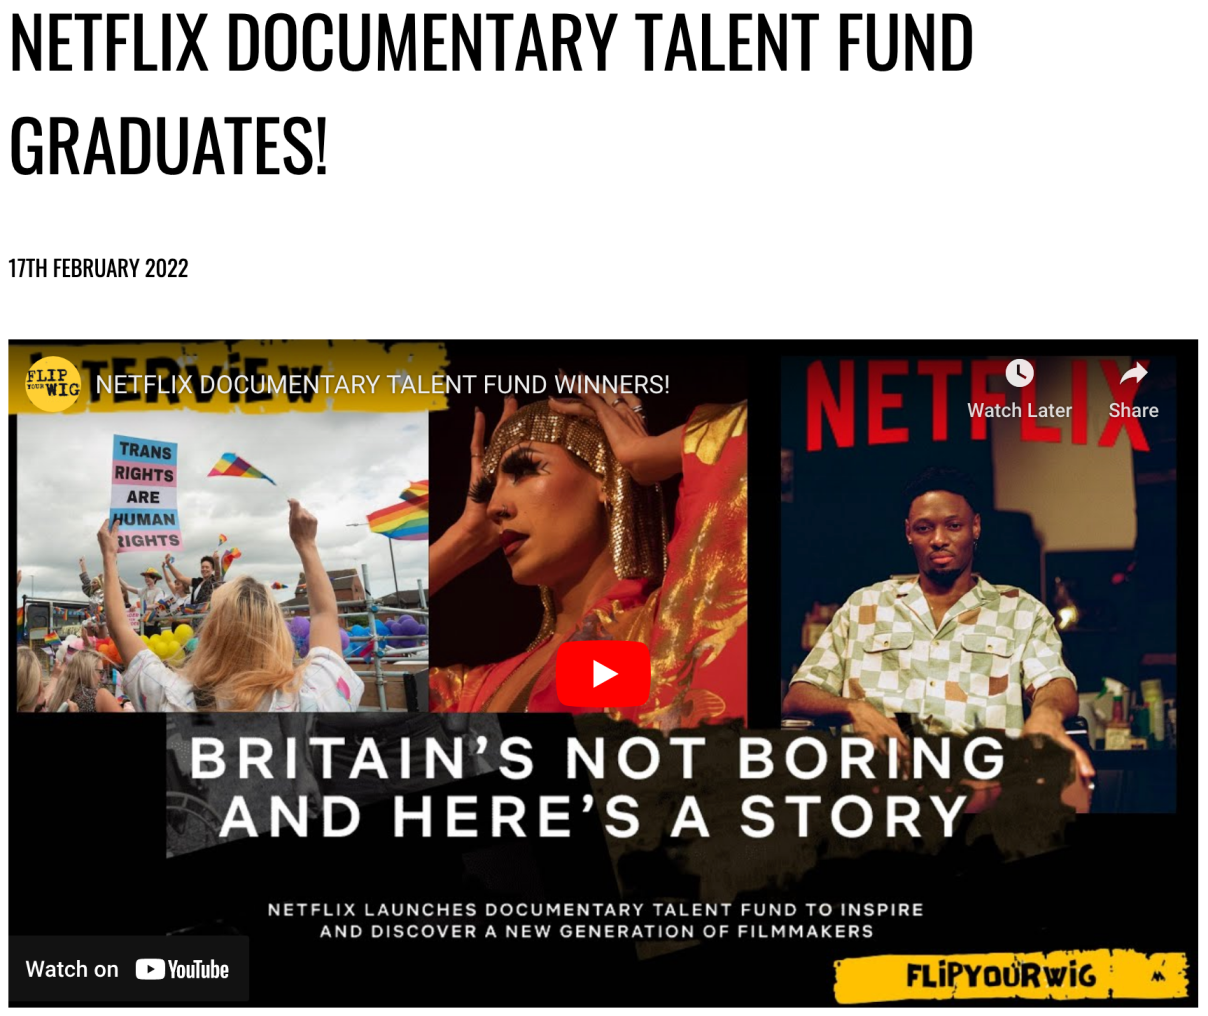 NETFLIX DOCUMENTARY TALENT FUND
GRADUATES!
17TH FEBRUARY 2022
INTERVIEW
FLIP
YOUR WIG
NETFLIX DOCUMENTARY TALENT FUND WINNERS!
NETFLIX
Watch Later
Share
TRANS
RIGHTS
ARE
HUMAN
RIGHTS
BRITAIN'S NOT BORING
AND HERE'S A STORY
NETFLIX LAUNCHES DOCUMENTARY TALENT FUND TO INSPIRE
AND DISCOVER A NEW GENERATION OF FILMMAKERS
Watch on YouTube
FLiPYOURWiG